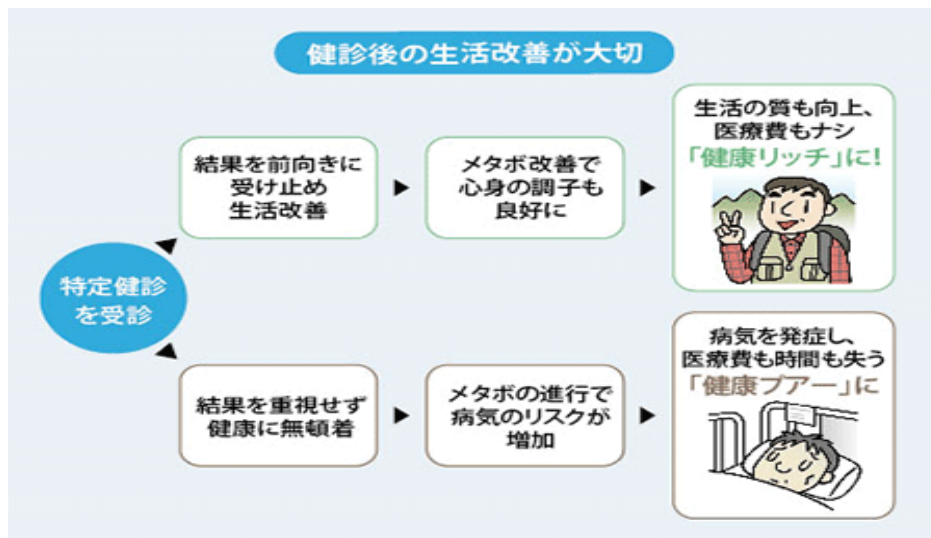 健診後の生活改善が大切
特定健診
を受診
結果を前向きに
受け止め
生活改善
メタボ改善で
心身の調子も
良好に
生活の質も向上、
医療費もナシ
「健康リッチ」に!
結果を重視せず
健康に無頓着
メタボの進行で
病気のリスクが
増加
病気を発症し、
医療費も時間も失う
「健康プアー」に